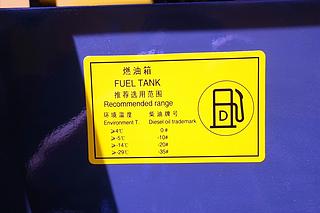 燃油箱
FUEL TANK
推荐选用范围
Recommended range
环境温度 柴油牌号
Environment T. Diesel oil trademark
≥4℃ 0#
≥-5℃ -10#
≥-14℃ -20#
≥-29℃ -35#
D